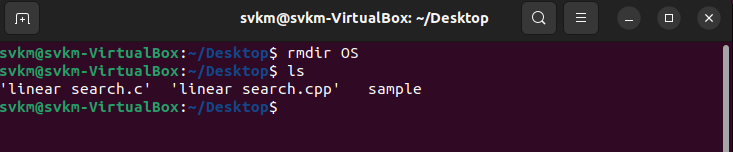 svkm@svkm-VirtualBox: ~/Desktop
svkm@svkm-VirtualBox:~/Desktop$ rmdir OS
svkm@svkm-VirtualBox:~/Desktop$ ls
'linear search.c'  'linear search.cpp'   sample
svkm@svkm-VirtualBox:~/Desktop$